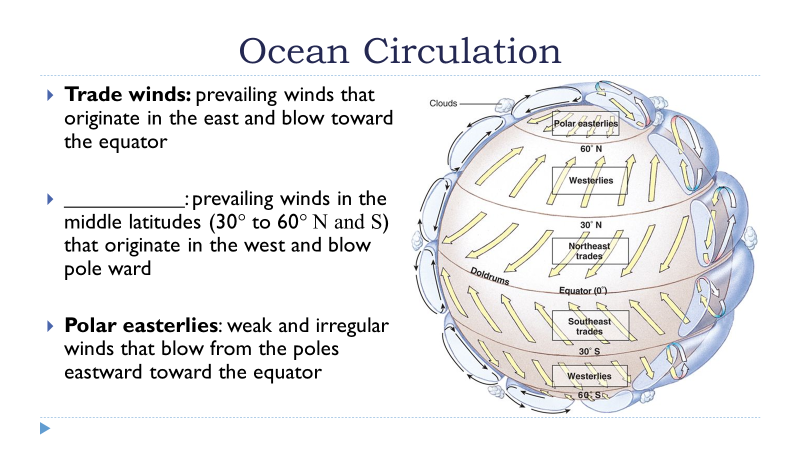 Ocean Circulation
Trade winds: prevailing winds that
originate in the east and blow toward
the equator
___________: prevailing winds in the
middle latitudes (30° to 60° N and S)
that originate in the west and blow
pole ward
Polar easterlies: weak and irregular
winds that blow from the poles
eastward toward the equator
Clouds
Polar easterlies
60° N
Westerlies
30° N
Northeast
trades
Doldrums
Equator (0°)
Southeast
trades
30° S
Westerlies
60° S